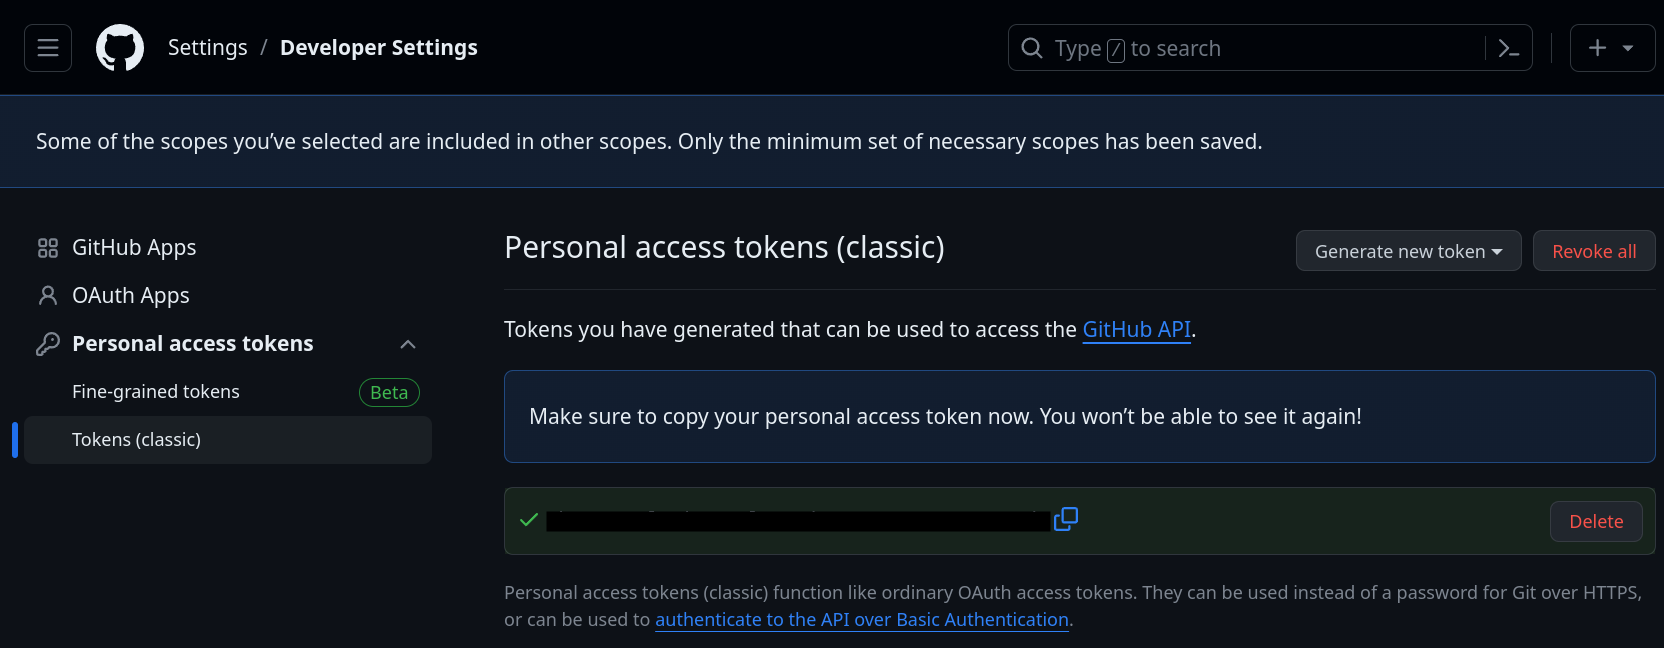 Settings / Developer Settings
Type / to search
Some of the scopes you’ve selected are included in other scopes. Only the minimum set of necessary scopes has been saved.
GitHub Apps
OAuth Apps
Personal access tokens
Fine-grained tokens Beta
Tokens (classic)
Personal access tokens (classic)
Generate new token
Revoke all
Tokens you have generated that can be used to access the GitHub API.
Make sure to copy your personal access token now. You won’t be able to see it again!
Delete
Personal access tokens (classic) function like ordinary OAuth access tokens. They can be used instead of a password for Git over HTTPS,
or can be used to authenticate to the API over Basic Authentication.